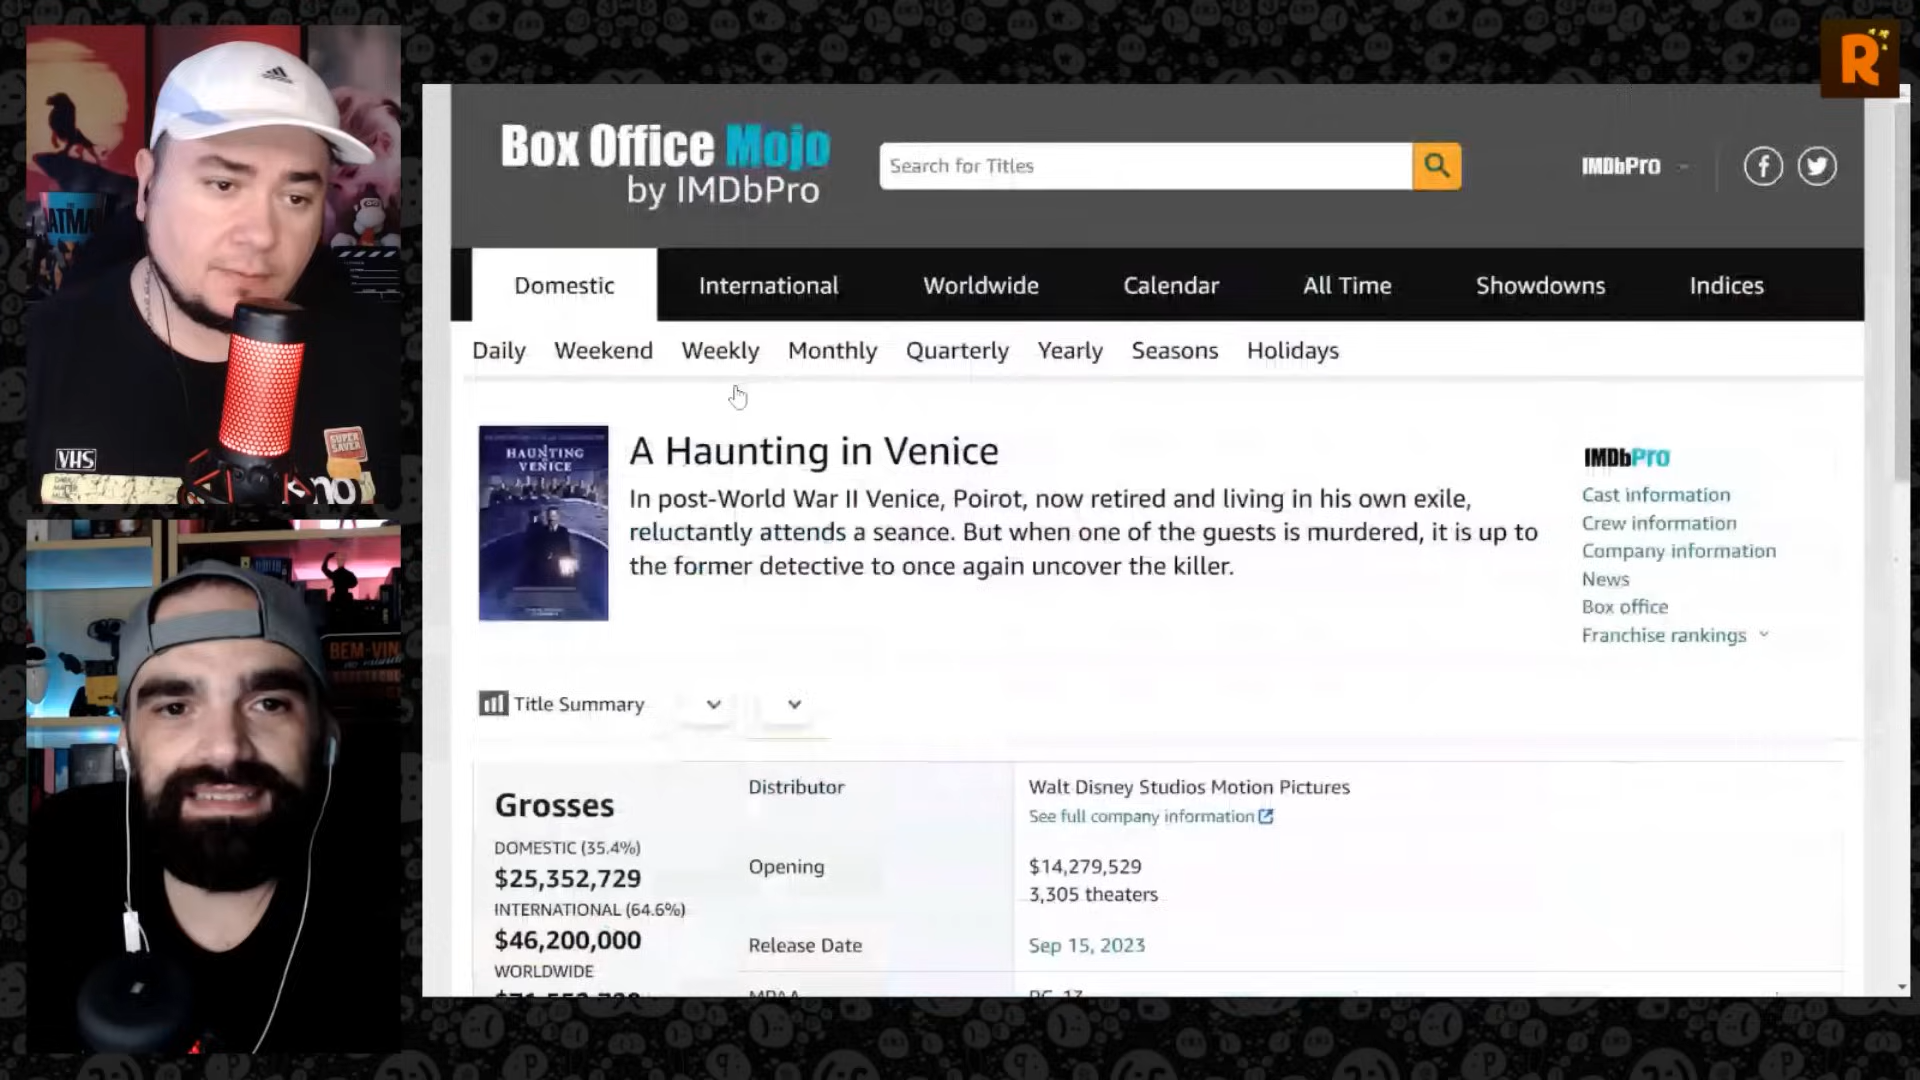 R
Box Office Mojo
by IMDbPro
Search for Titles
IMDbPro
Domestic
International
Worldwide
Calendar
All Time
Showdowns
Indices
Daily
Weekend
Weekly
Monthly
Quarterly
Yearly
Seasons
Holidays
HAUNTING
VENICE
A Haunting in Venice
In post-World War II Venice, Poirot, now retired and living in his own exile,
reluctantly attends a seance. But when one of the guests is murdered, it is up to
the former detective to once again uncover the killer.
IMDbPro
Cast information
Crew information
Company information
News
Box office
Franchise rankings
Title Summary
Grosses
DOMESTIC (35.4%)
$25,352,729
INTERNATIONAL (64.6%)
$46,200,000
WORLDWIDE
Distributor
Walt Disney Studios Motion Pictures
See full company information
Opening
$14,279,529
3,305 theaters
Release Date
Sep 15, 2023
VHS
SUPER
SAVER
BEM-VIN